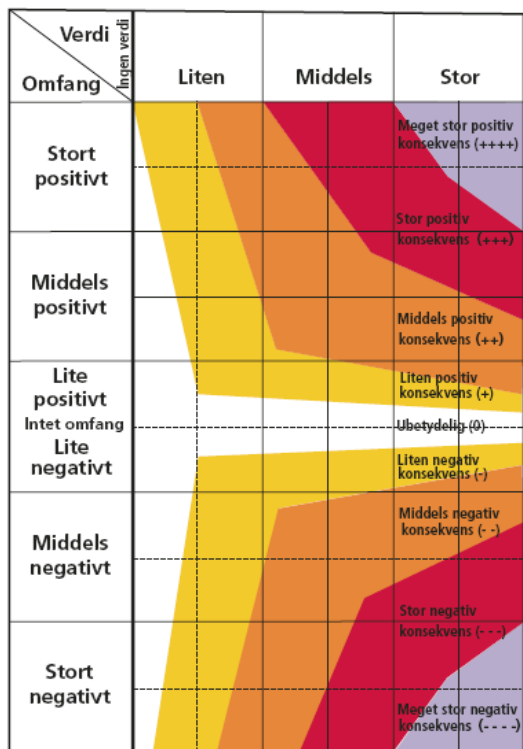 Verdi
Ingen verdi
Omfang
Liten
Middels
Stor
Stort
positivt
Meget stor positiv
konsekvens (++++)
Stor positiv
konsekvens (+++)
Middels
positivt
Middels positiv
konsekvens (++)
Lite
positivt
Liten positiv
konsekvens (+)
Intet omfang
Ubetydelig (0)
Lite
negativt
Liten negativ
konsekvens (-)
Middels
negativt
Middels negativ
konsekvens (- -)
Stor negativ
konsekvens (- - -)
Stort
negativt
Meget stor negativ
konsekvens (- - - -)